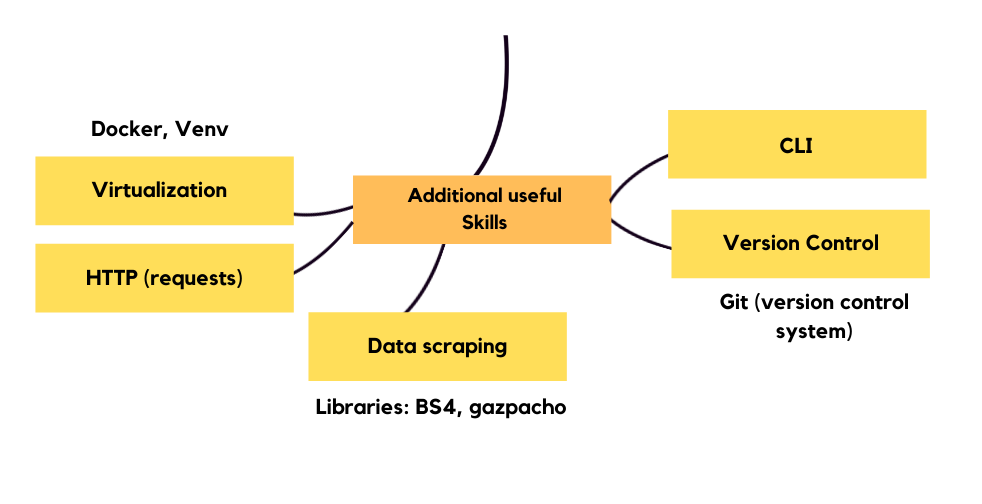 Docker, Venv
Virtualization
HTTP (requests)
Additional useful
Skills
Data scraping
Libraries: BS4, gazpacho
CLI
Version Control
Git (version control
system)